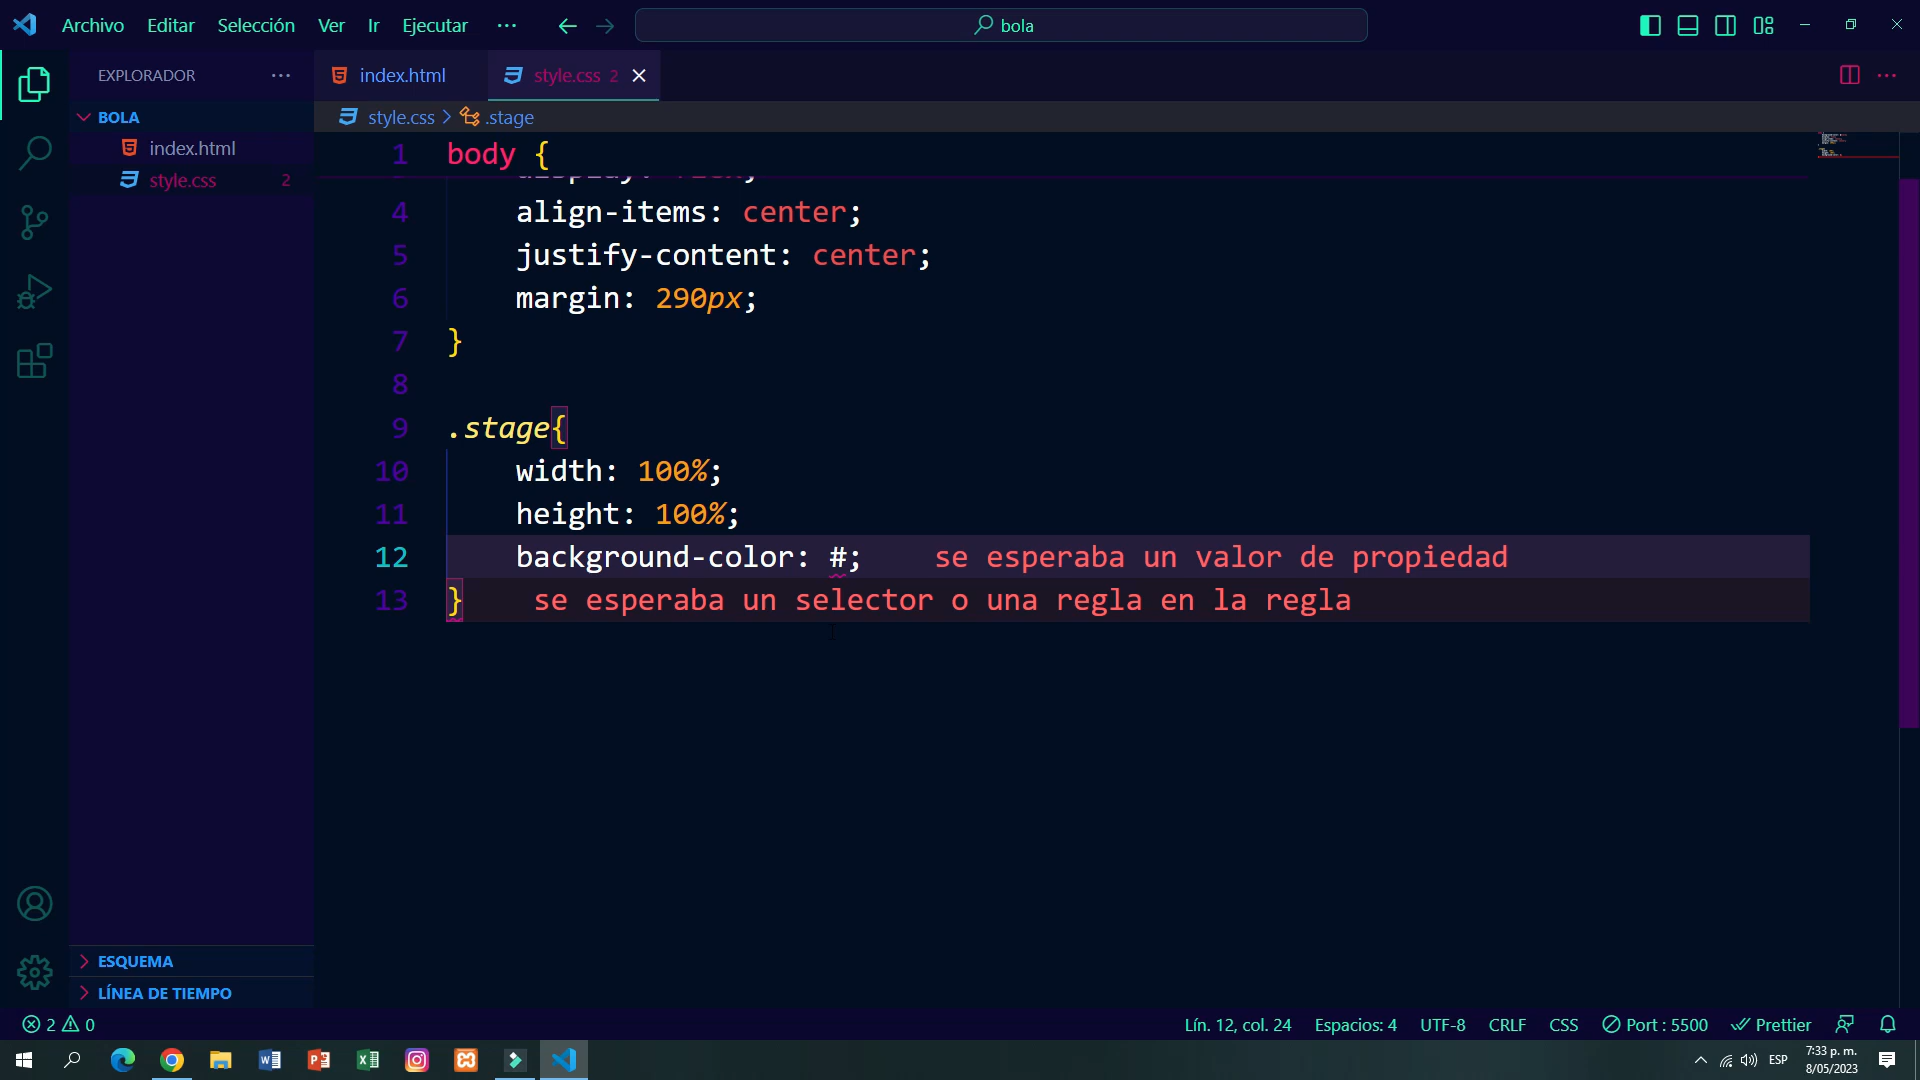 Archivo Editar Selección Ver Ir Ejecutar ··· bola
EXPLORADOR ···
index.html style.css 2
BOLA
style.css > .stage
index.html
style.css 2
1 body {
4 align-items: center;
5 justify-content: center;
6 margin: 290px;
7 }
8
9 .stage{
10 width: 100%;
11 height: 100%;
12 background-color: #; se esperaba un valor de propiedad
13 } se esperaba un selector o una regla en la regla
ESQUEMA
LÍNEA DE TIEMPO
2 0 Lín. 12, col. 24 Espacios: 4 UTF-8 CRLF CSS Port : 5500 Prettier
ESP 7:33 p. m.
8/05/2023